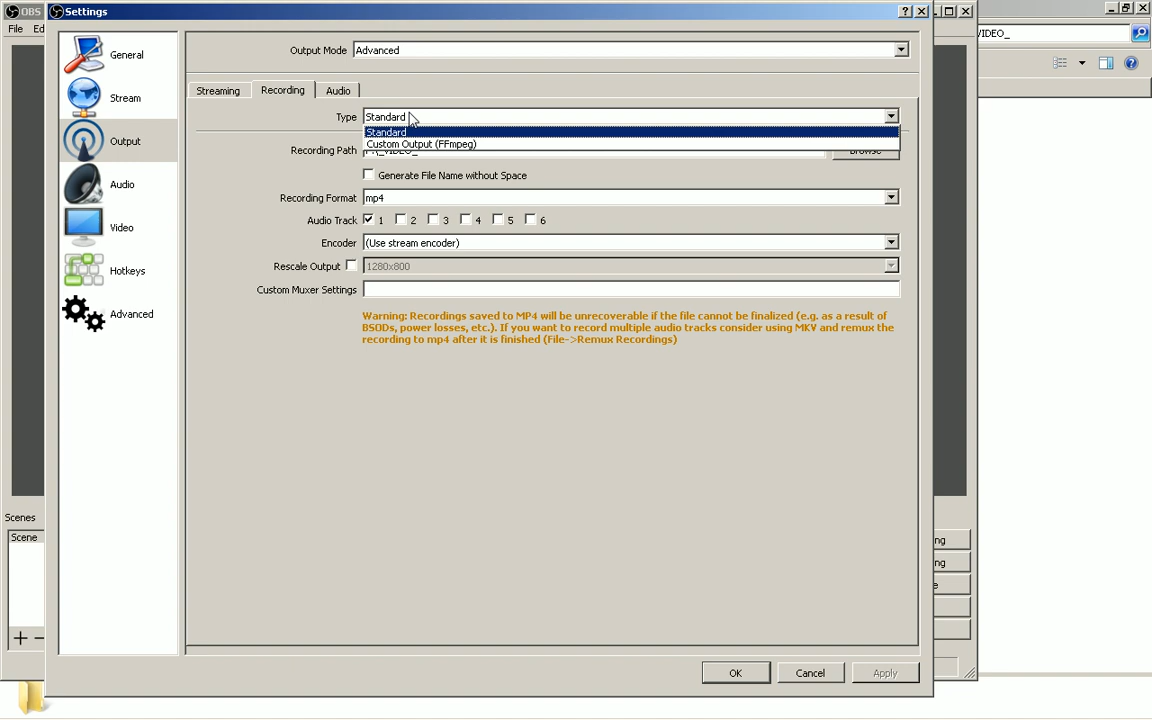 OBS
Settings
File Ed
VIDEO_
General
Stream
Output
Audio
Video
Hotkeys
Advanced
Output Mode Advanced
Streaming Recording Audio
Type Standard
Standard
Custom Output (FFmpeg)
Recording Path
Generate File Name without Space
Recording Format mp4
Audio Track 1 2 3 4 5 6
Encoder (Use stream encoder)
Rescale Output 1280x800
Custom Muxer Settings
Warning: Recordings saved to MP4 will be unrecoverable if the file cannot be finalized (e.g. as a result of
BSODs, power losses, etc.). If you want to record multiple audio tracks consider using MKV and remux the
recording to mp4 after it is finished (File->Remux Recordings)
Scenes
Scene
ng
ng
e
OK Cancel Apply